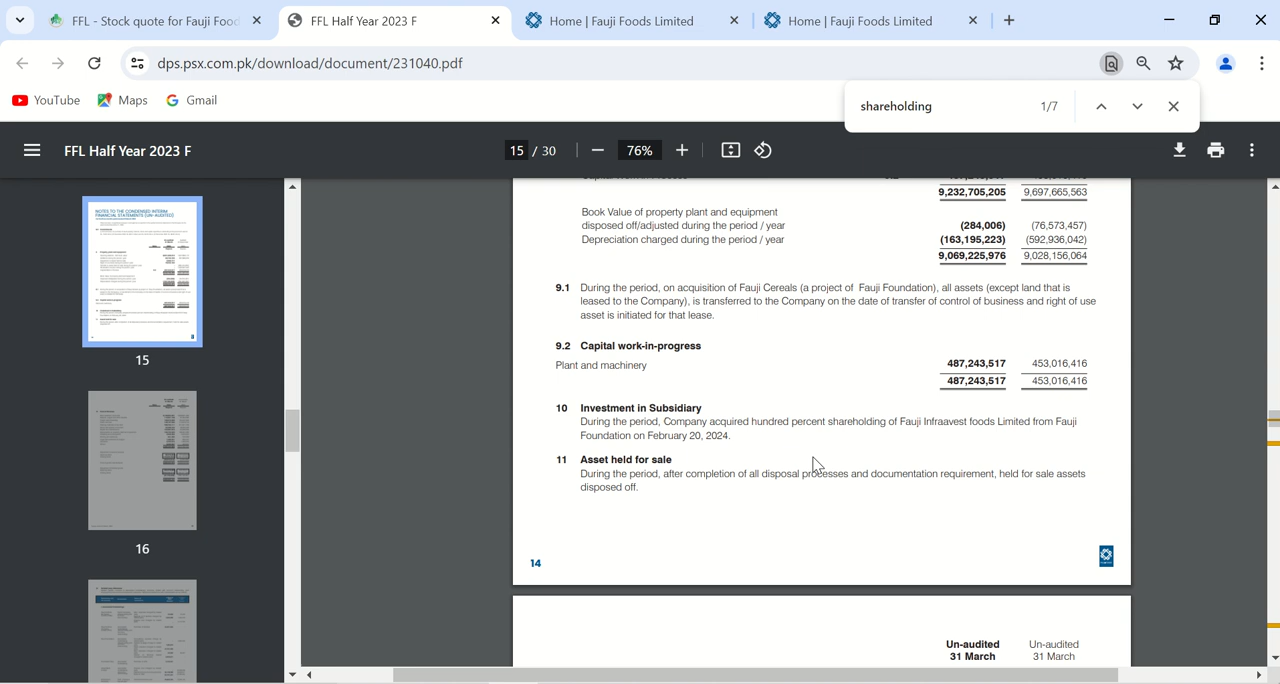 FFL - Stock quote for Fauji Food
FFL Half Year 2023 F
Home | Fauji Foods Limited
Home | Fauji Foods Limited
dps.psx.com.pk/download/document/231040.pdf
YouTube
Maps
Gmail
shareholding
1/7
FFL Half Year 2023 F
15 / 30
76%
9,232,705,205 9,697,665,563
Book Value of property plant and equipment
disposed off/adjusted during the period / year (284,006) (76,573,457)
Depreciation charged during the period / year (163,195,223) (592,936,042)
9,069,225,976 9,028,156,064
9.1 During the period, on acquisition of Fauji Cereals (a project of Fauji Foundation), all assets (except land that is
leased to the Company), is transferred to the Company on the date of transfer of control of business and right of use
asset is initiated for that lease.
9.2 Capital work-in-progress
Plant and machinery 487,243,517 453,016,416
487,243,517 453,016,416
10 Investment in Subsidiary
During the period, Company acquired hundred percent shareholding of Fauji Infraavest foods Limited from Fauji
Foundation on February 20, 2024.
11 Asset held for sale
During the period, after completion of all disposal processes and documentation requirement, held for sale assets
disposed off.
14
Un-audited Un-audited
31 March 31 March
15
16